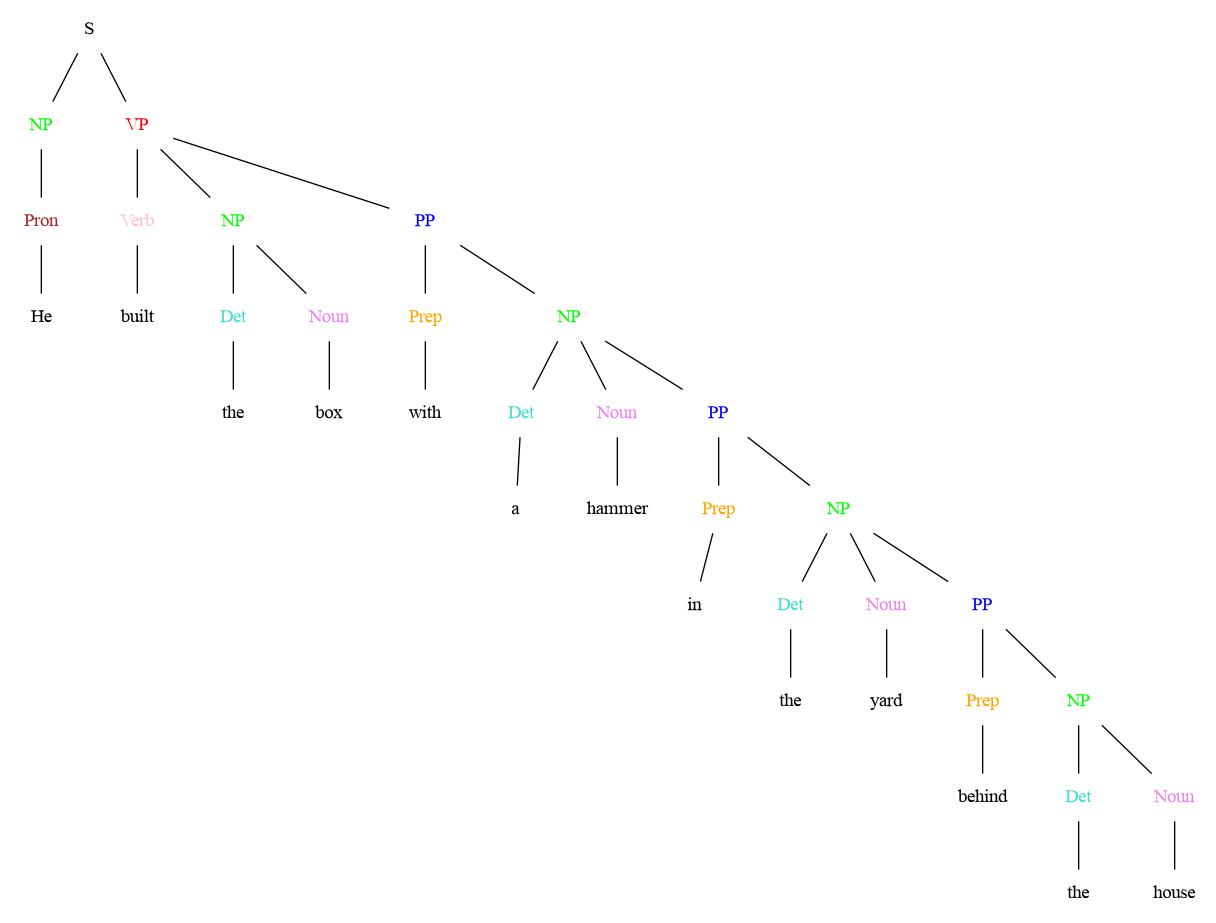 S
NP VP
Pron Verb NP PP
He built Det Noun Prep NP
the box with Det Noun PP
a hammer Prep NP
in Det Noun PP
the yard Prep NP
behind Det Noun
the house